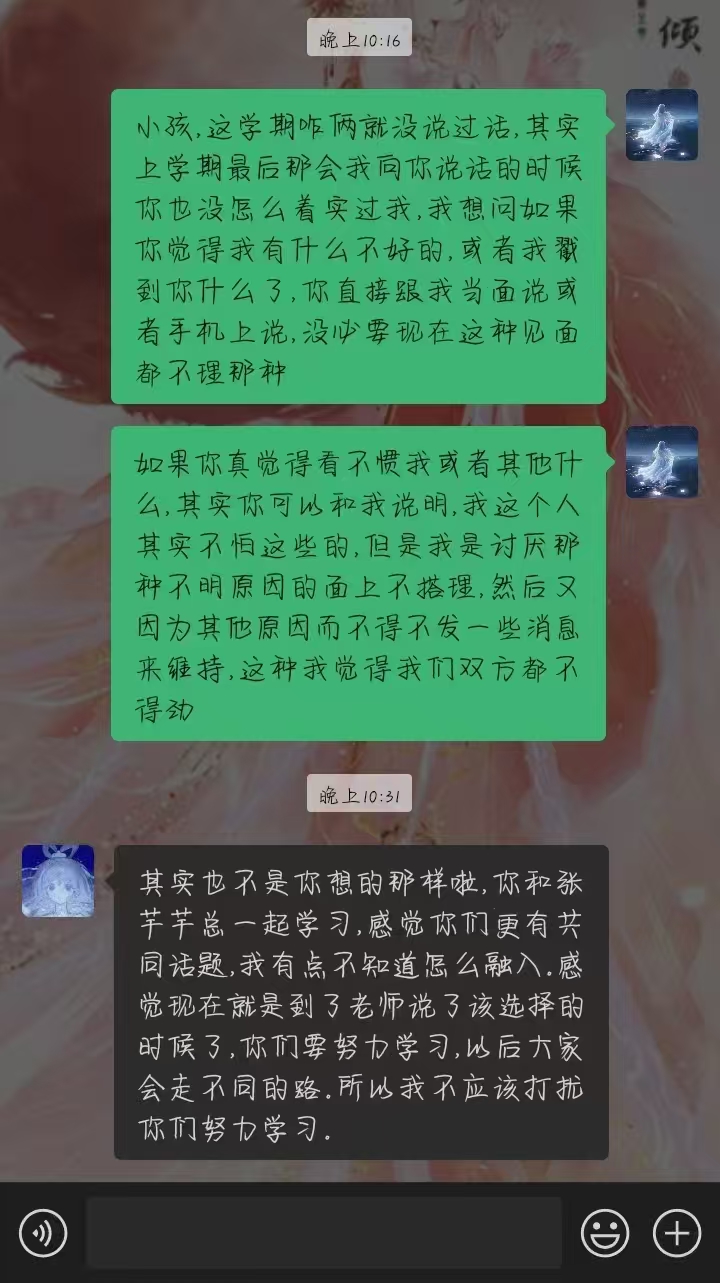 倾
晚上10:16
小孩,这学期咋俩就没说过话,其实
上学期最后那会我向你说话的时候
你也没怎么着实过我,我想问如果
你觉得我有什么不好的,或者我戳
到你什么了,你直接跟我当面说或
者手机上说,没必要现在这种见面
都不理那种
如果你真觉得看不惯我或者其他什
么,其实你可以和我说明,我这个人
其实不怕这些的,但是我是讨厌那
种不明原因的面上不搭理,然后又
因为其他原因而不得不发一些消息
来维持,这种我觉得我们双方都不
得劲
晚上10:31
其实也不是你想的那样啦,你和张
芊芊总一起学习,感觉你们更有共
同话题,我有点不知道怎么融入.感
觉现在就是到了老师说了该选择的
时候了,你们要努力学习,以后大家
会走不同的路.所以我不应该打扰
你们努力学习.